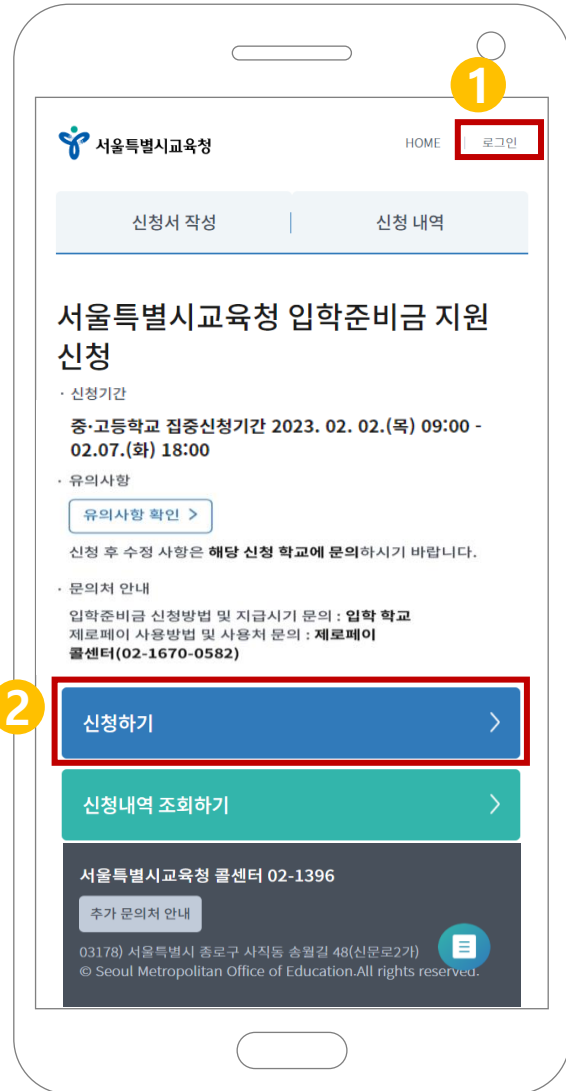 1
서울특별시교육청
HOME | 로그인
신청서 작성 | 신청 내역
서울특별시교육청 입학준비금 지원
신청
· 신청기간
중·고등학교 집중신청기간 2023. 02. 02.(목) 09:00 -
02.07.(화) 18:00
· 유의사항
유의사항 확인 >
신청 후 수정 사항은 해당 신청 학교에 문의하시기 바랍니다.
· 문의처 안내
입학준비금 신청방법 및 지급시기 문의 : 입학 학교
제로페이 사용방법 및 사용처 문의 : 제로페이
콜센터(02-1670-0582)
2
신청하기 >
신청내역 조회하기 >
서울특별시교육청 콜센터 02-1396
추가 문의처 안내
03178) 서울특별시 종로구 사직동 송월길 48(신문로2가)
© Seoul Metropolitan Office of Education.All rights reserved.